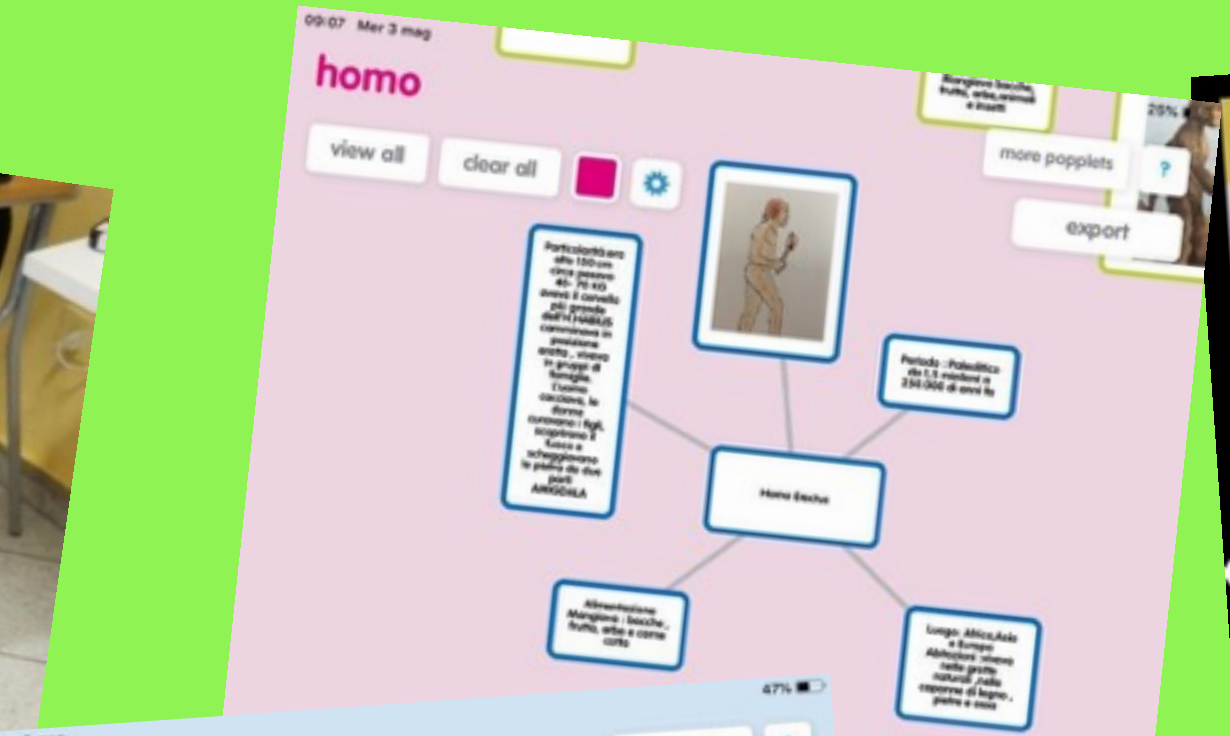 09:07 Mer 3 mag
homo
view all
clear all
Mangiava bacche,
frutta, erbe, animali
e insetti
25%
more popplets
?
export
Particolarità: era
alto 150 cm
circa pesava
45- 70 KG
aveva il cervello
più grande
dell'H.HABILIS
camminava in
posizione
eretta , viveva
in gruppi di
famiglie.
L'uomo
cacciava, le
donne
curavano i figli,
scoprirono il
fuoco e
scheggiavano
la pietra da due
parti
AMIGDALA
Periodo : Paleolitico
da 1,5 milioni a
250.000 di anni fa
Homo Erectus
Alimentazione
Mangiava : bacche ,
frutta, erbe e carne
cotta
Luogo: Africa,Asia
e Europa
Abitazioni :viveva
nelle grotte
naturali ,nelle
capanne di legno ,
pietre e ossa
47%